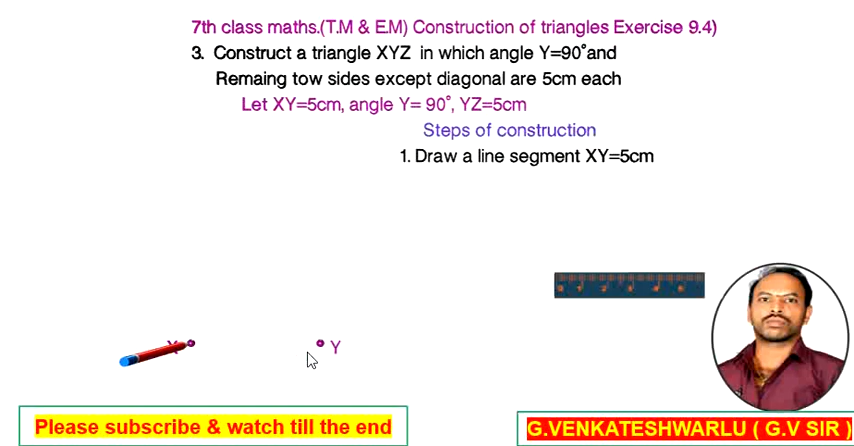 7th class maths.(T.M & E.M) Construction of triangles Exercise 9.4)
3. Construct a triangle XYZ in which angle Y=90°and
Remaing tow sides except diagonal are 5cm each
Let XY=5cm, angle Y= 90°, YZ=5cm
Steps of construction
1. Draw a line segment XY=5cm
X
Y
Please subscribe & watch till the end
G.VENKATESHWARLU ( G.V SIR )